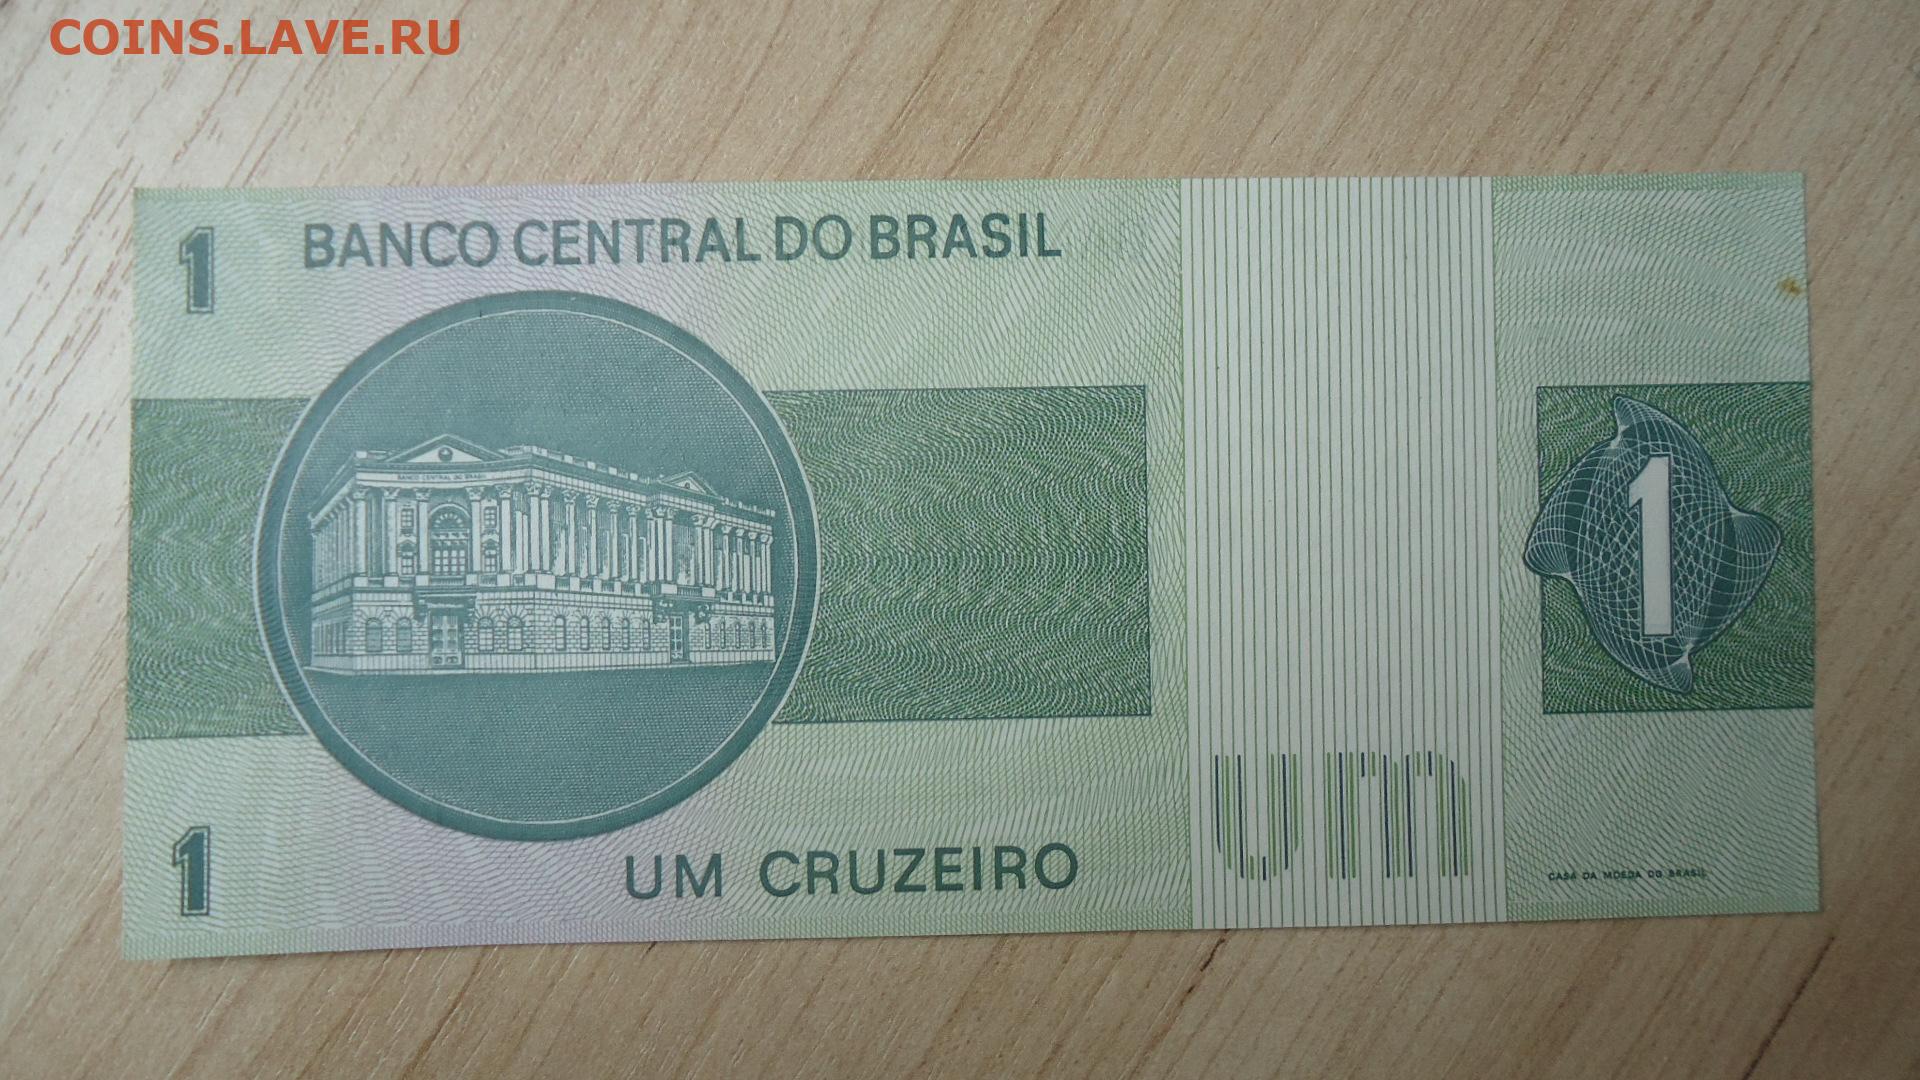 COINS.LAVE.RU
1 BANCO CENTRAL DO BRASIL
BANCO CENTRAL DO BRASIL
1
um
1 UM CRUZEIRO
CASA DA MOEDA DO BRASIL